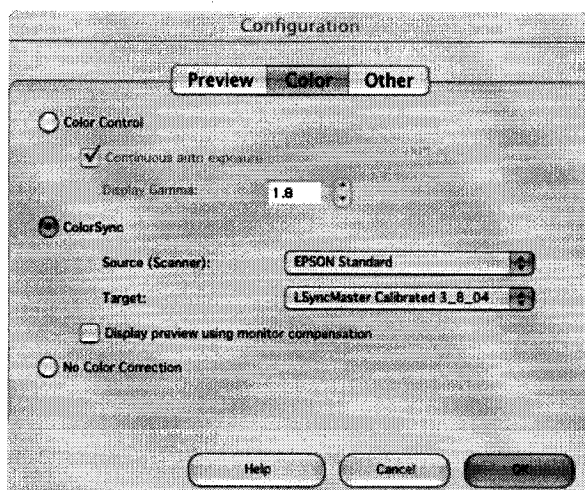 Configuration
Preview Color Other
Color Control
Continuous auto exposure
Display Gamma: 1.8
ColorSync
Source (Scanner): EPSON Standard
Target: LSyncMaster Calibrated 3_8_04
Display preview using monitor compensation
No Color Correction
Help Cancel OK